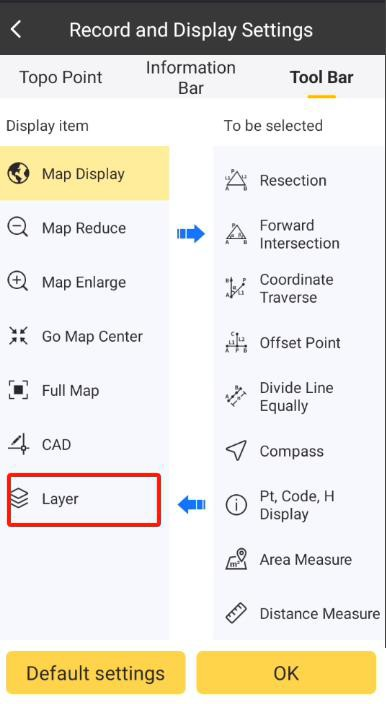 Record and Display Settings
Topo Point
Information
Bar
Tool Bar
Display item
To be selected
Map Display
Map Reduce
Map Enlarge
Go Map Center
Full Map
CAD
Layer
Resection
Forward
Intersection
Coordinate
Traverse
Offset Point
Divide Line
Equally
Compass
Pt, Code, H
Display
Area Measure
Distance Measure
Default settings
OK